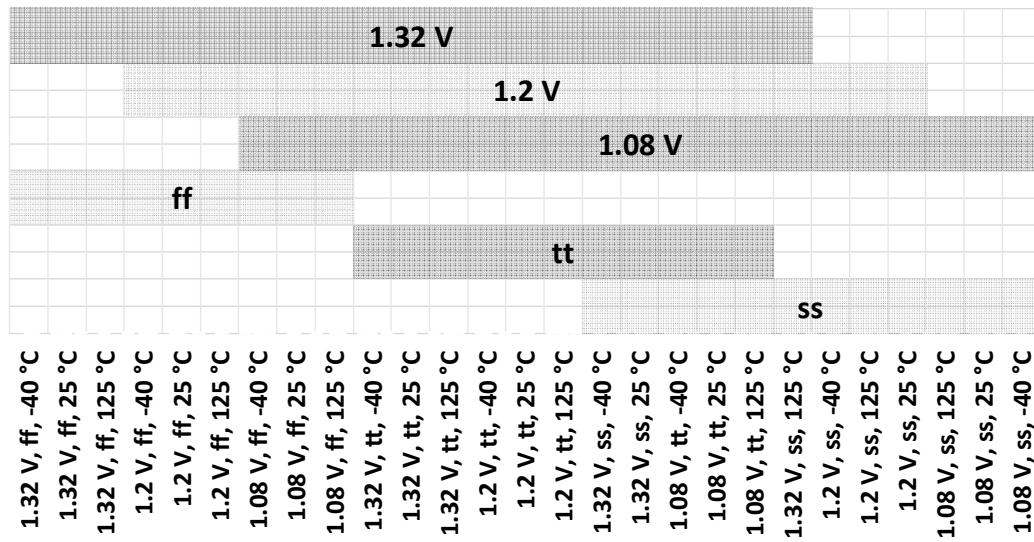 1.32 V
1.2 V
1.08 V
ff
tt
ss
1.32 V, ff, -40 °C
1.32 V, ff, 25 °C
1.32 V, ff, 125 °C
1.2 V, ff, -40 °C
1.2 V, ff, 25 °C
1.2 V, ff, 125 °C
1.08 V, ff, -40 °C
1.08 V, ff, 25 °C
1.08 V, ff, 125 °C
1.32 V, tt, -40 °C
1.32 V, tt, 25 °C
1.32 V, tt, 125 °C
1.2 V, tt, -40 °C
1.2 V, tt, 25 °C
1.2 V, tt, 125 °C
1.32 V, ss, -40 °C
1.32 V, ss, 25 °C
1.08 V, tt, -40 °C
1.08 V, tt, 25 °C
1.08 V, tt, 125 °C
1.32 V, ss, 125 °C
1.2 V, ss, -40 °C
1.2 V, ss, 125 °C
1.2 V, ss, 25 °C
1.08 V, ss, 125 °C
1.08 V, ss, 25 °C
1.08 V, ss, -40 °C